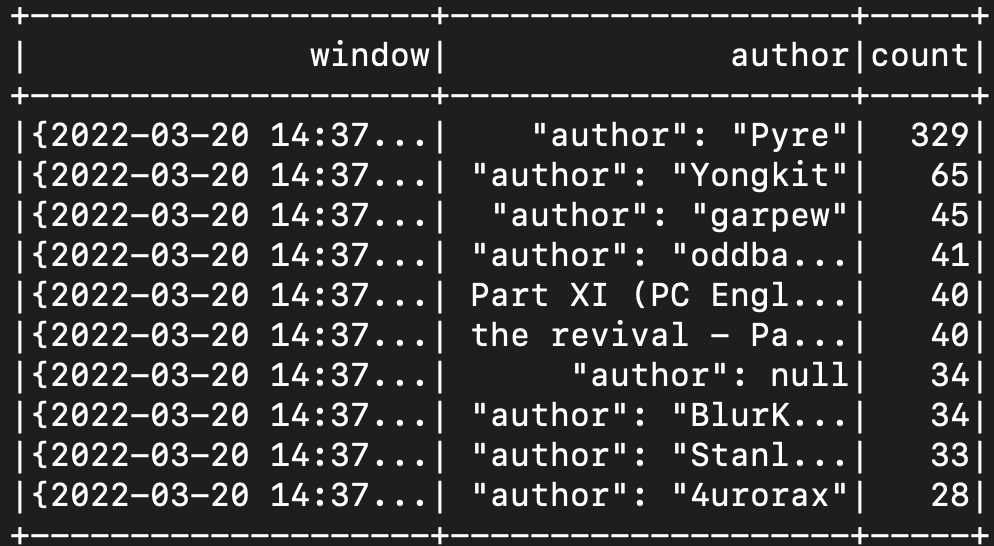 +--------------------+--------------------+-----+
|              window|              author|count|
+--------------------+--------------------+-----+
|{2022-03-20 14:37...|    "author": "Pyre"|  329|
|{2022-03-20 14:37...| "author": "Yongkit"|   65|
|{2022-03-20 14:37...|  "author": "garpew"|   45|
|{2022-03-20 14:37...| "author": "oddba...|   41|
|{2022-03-20 14:37...| Part XI (PC Engl...|   40|
|{2022-03-20 14:37...| the revival – Pa...|   40|
|{2022-03-20 14:37...|      "author": null|   34|
|{2022-03-20 14:37...| "author": "BlurK...|   34|
|{2022-03-20 14:37...| "author": "Stanl...|   33|
|{2022-03-20 14:37...| "author": "4urorax"|   28|
+--------------------+--------------------+-----+